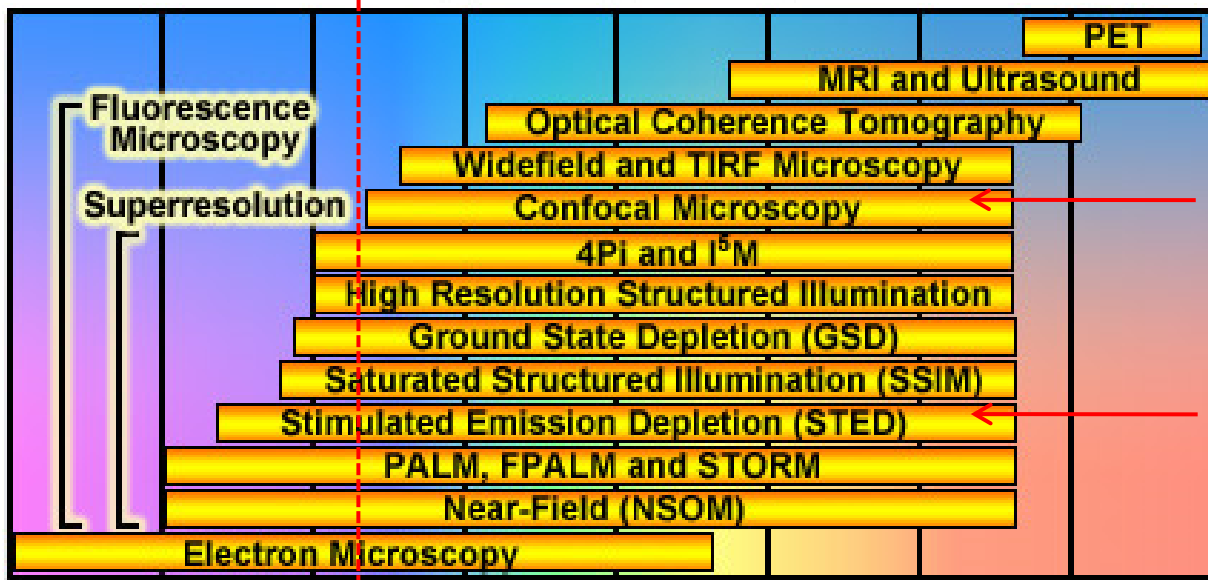 PET
MRI and Ultrasound
Fluorescence
Microscopy
Optical Coherence Tomography
Widefield and TIRF Microscopy
Superresolution
Confocal Microscopy
4Pi and I⁵M
High Resolution Structured Illumination
Ground State Depletion (GSD)
Saturated Structured Illumination (SSIM)
Stimulated Emission Depletion (STED)
PALM, FPALM and STORM
Near-Field (NSOM)
Electron Microscopy